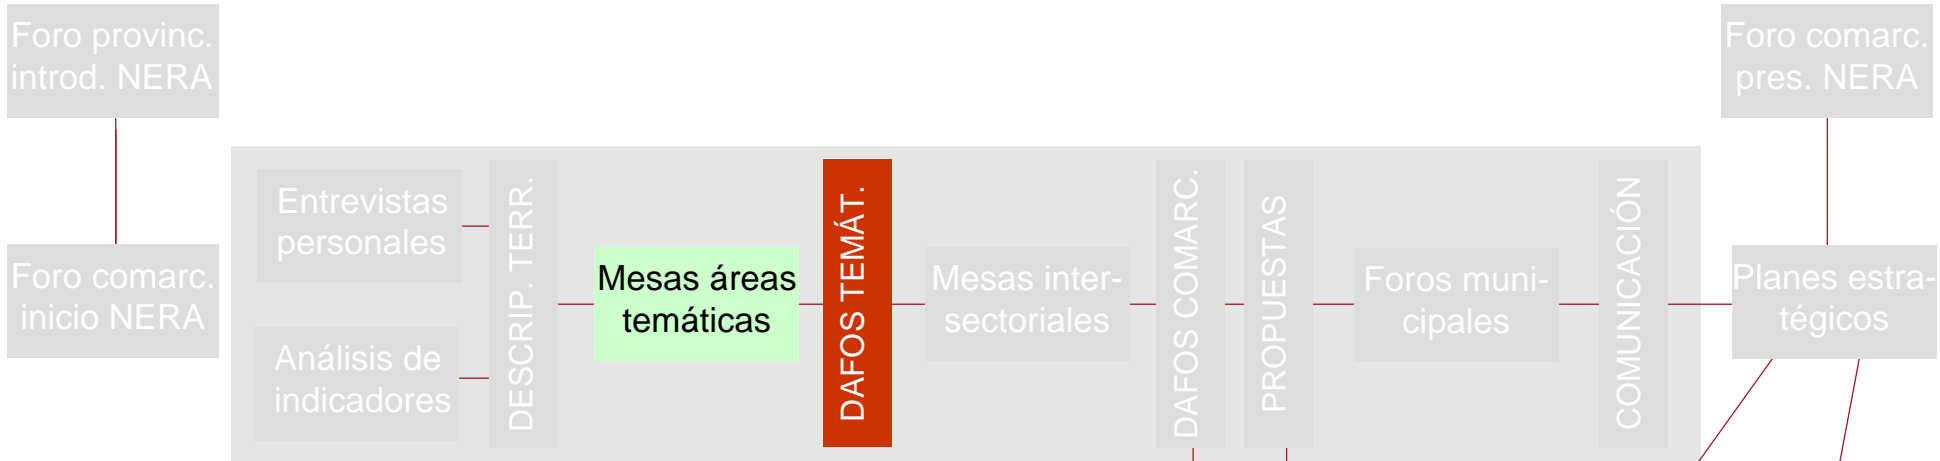 Foro provinc.
introd. NERA
Foro comarc.
inicio NERA
Entrevistas
personales
Análisis de
indicadores
DESCRIP. TERR.
Mesas áreas
temáticas
DAFOS TEMÁT.
Mesas inter-
sectoriales
DAFOS COMARC.
PROPUESTAS
Foros muni-
cipales
COMUNICACIÓN
Foro comarc.
pres. NERA
Planes estra-
tégicos